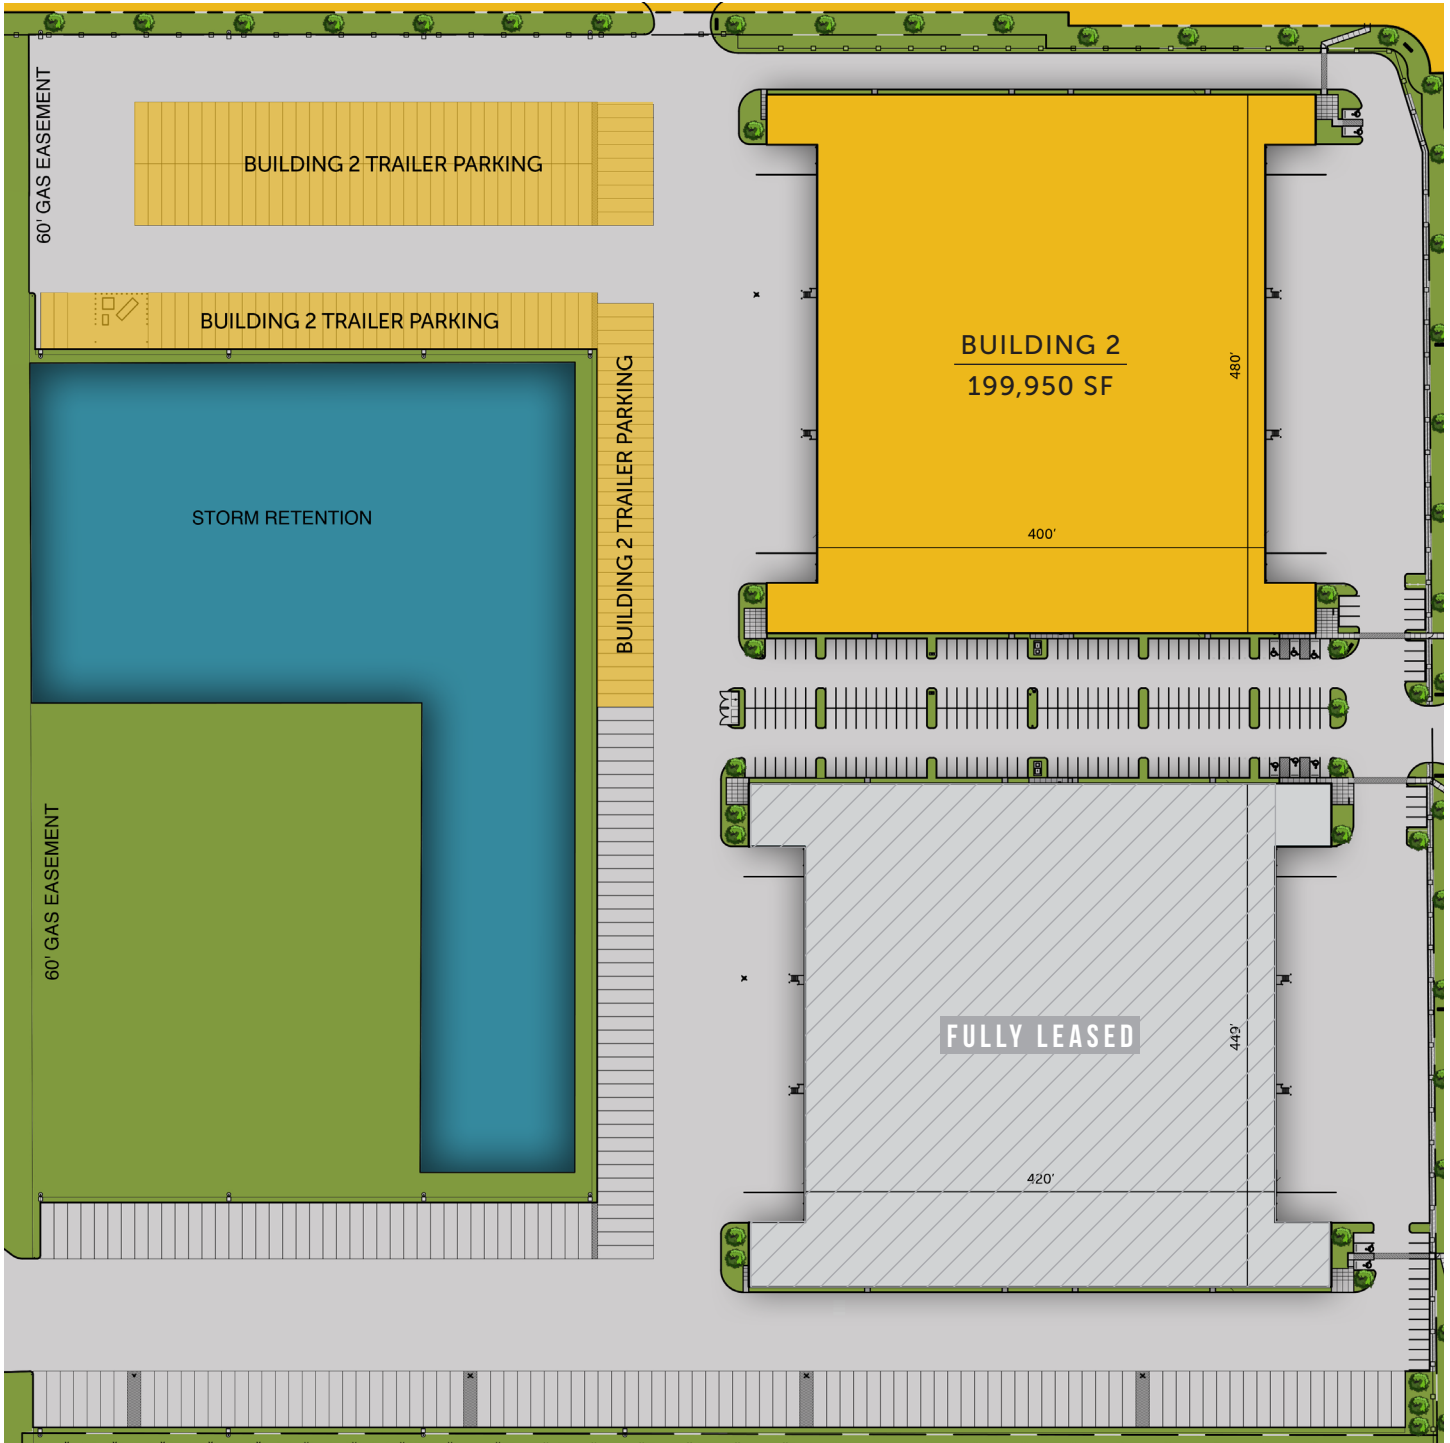 60' GAS EASEMENT
BUILDING 2 TRAILER PARKING
BUILDING 2 TRAILER PARKING
BUILDING 2 TRAILER PARKING
BUILDING 2
199,950 SF
480'
400'
STORM RETENTION
60' GAS EASEMENT
FULLY LEASED
449'
420'